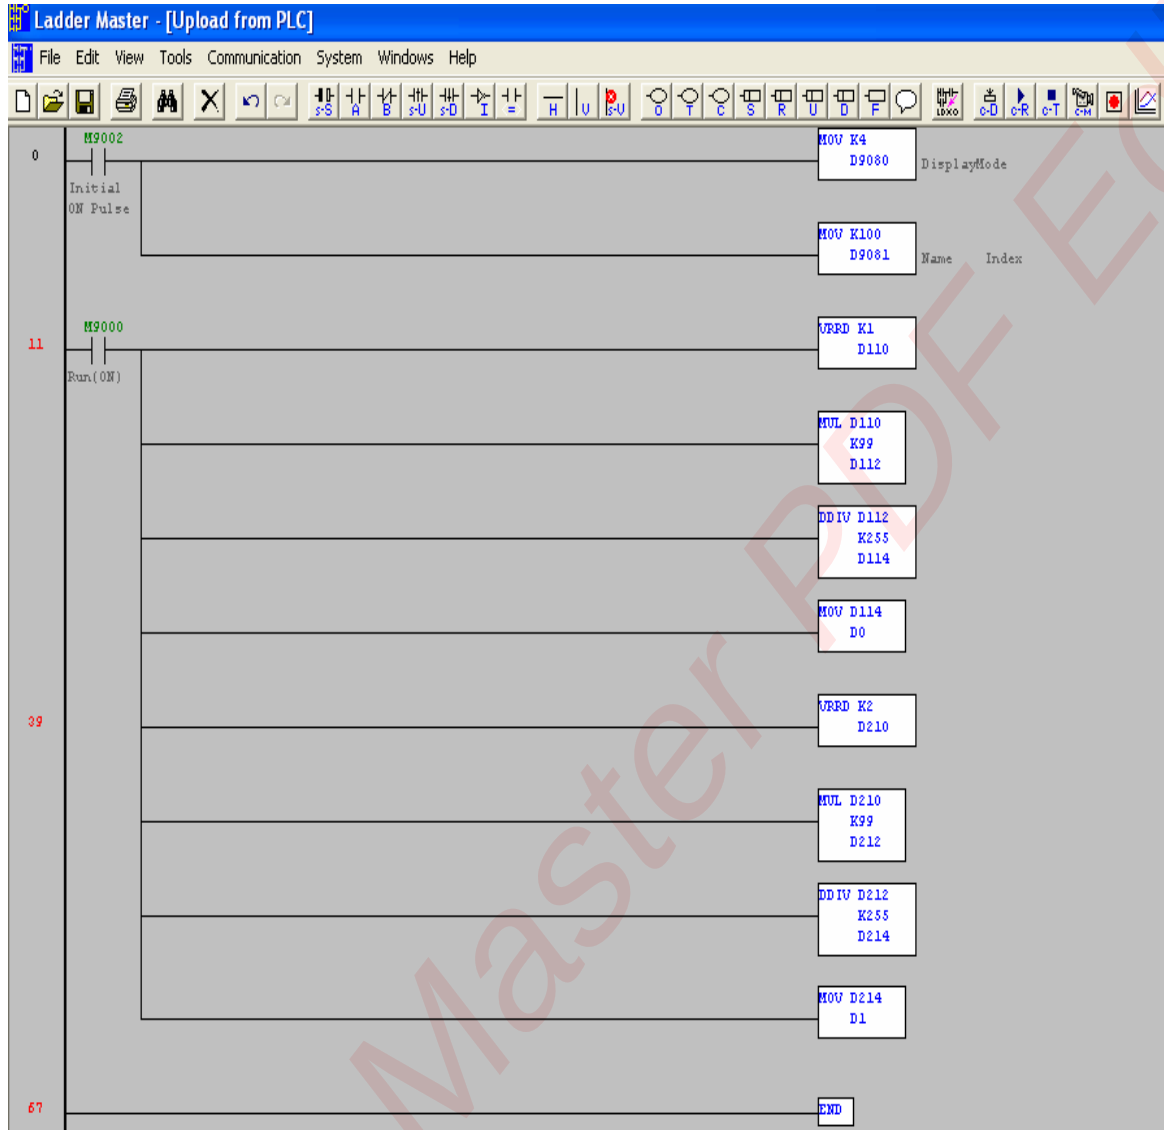 Ladder Master - [Upload from PLC]
File Edit View Tools Communication System Windows Help
s-S A B s-U s-D I = H U s-U O T C S R U D F LDXO c-D c-R c-T c-M
M9002
0
Initial
ON Pulse
MOV K4
D9080
DisplayMode
MOV K100
D9081
Name Index
M9000
11
Run(ON)
VRRD K1
D110
MUL D110
K99
D112
DDIV D112
K255
D114
MOV D114
D0
39
VRRD K2
D210
MUL D210
K99
D212
DDIV D212
K255
D214
MOV D214
D1
67
END
Master PDF Ed